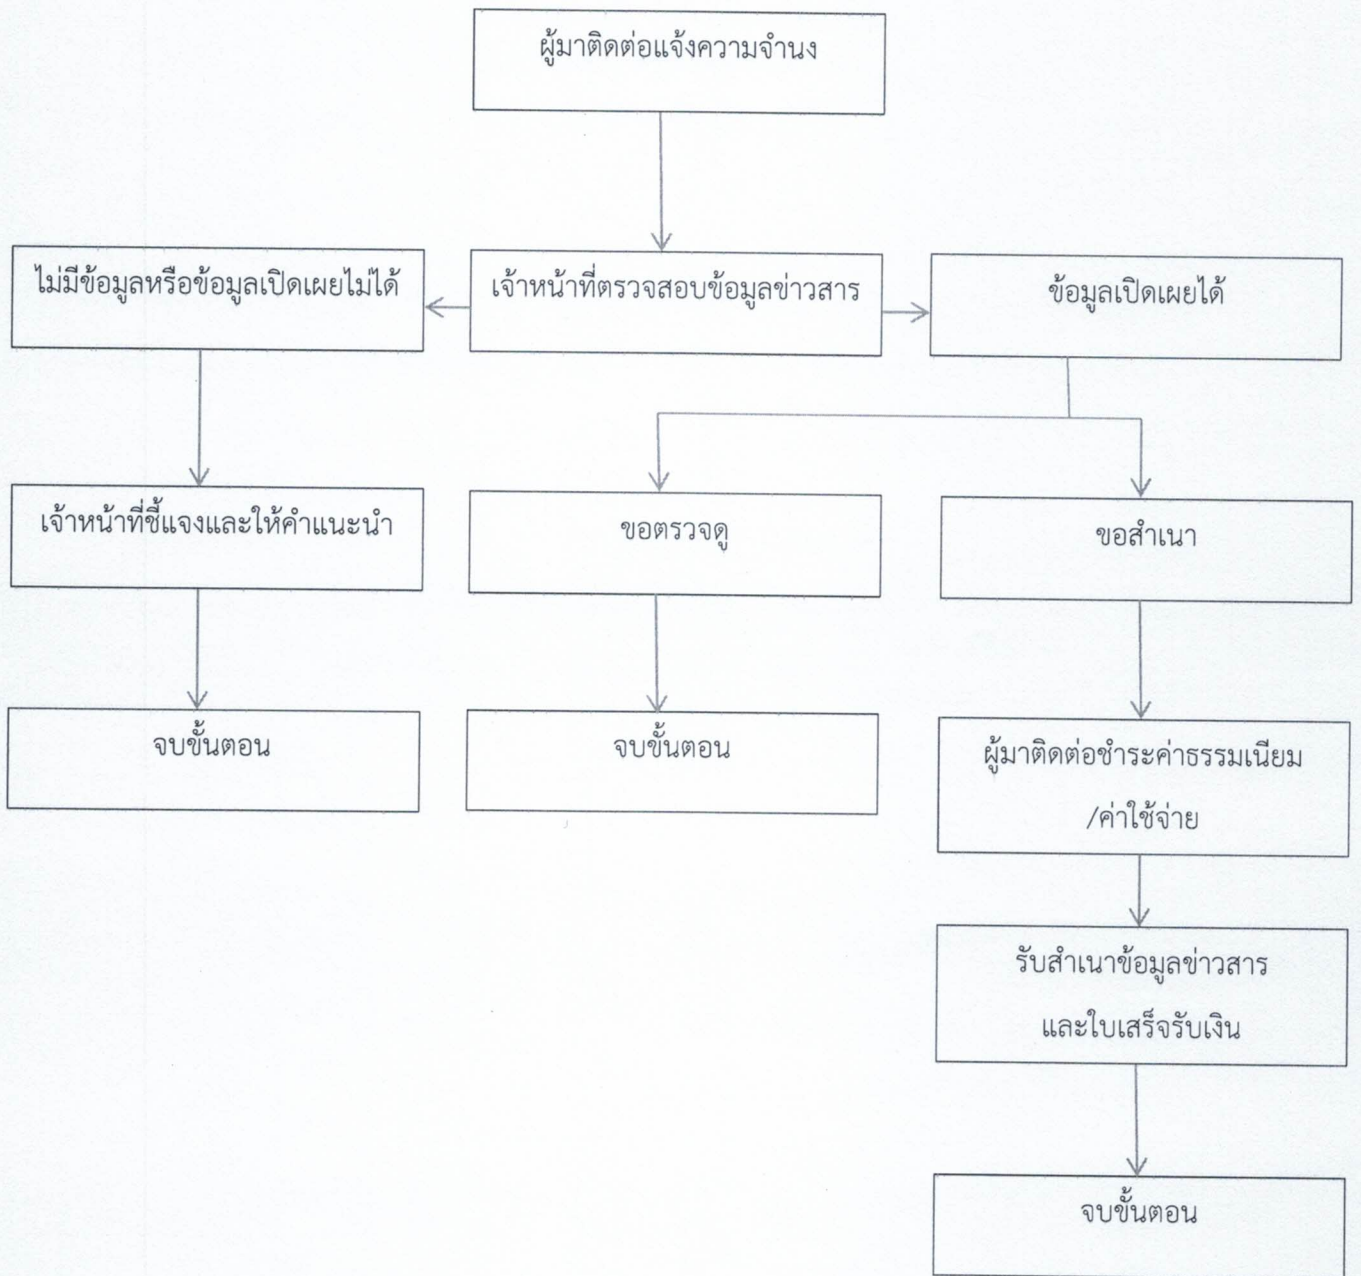 ผู้มาติดต่อแจ้งความจำนง
ไม่มีข้อมูลหรือข้อมูลเปิดเผยไม่ได้
เจ้าหน้าที่ตรวจสอบข้อมูลข่าวสาร
ข้อมูลเปิดเผยได้
เจ้าหน้าที่ชี้แจงและให้คำแนะนำ
ขอตรวจดู
ขอสำเนา
จบขั้นตอน
จบขั้นตอน
ผู้มาติดต่อชำระค่าธรรมเนียม
/ค่าใช้จ่าย
รับสำเนาข้อมูลข่าวสาร
และใบเสร็จรับเงิน
จบขั้นตอน